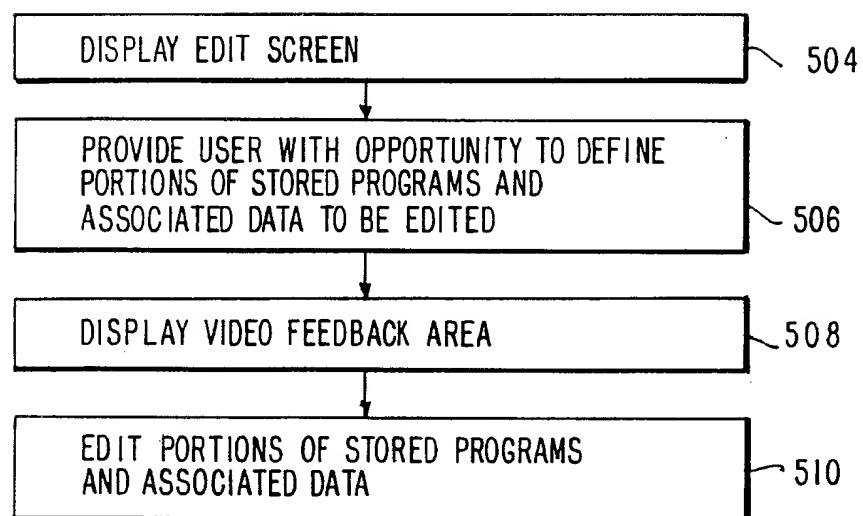 DISPLAY EDIT SCREEN
504
PROVIDE USER WITH OPPORTUNITY TO DEFINE
PORTIONS OF STORED PROGRAMS AND
ASSOCIATED DATA TO BE EDITED
506
DISPLAY VIDEO FEEDBACK AREA
508
EDIT PORTIONS OF STORED PROGRAMS
AND ASSOCIATED DATA
510